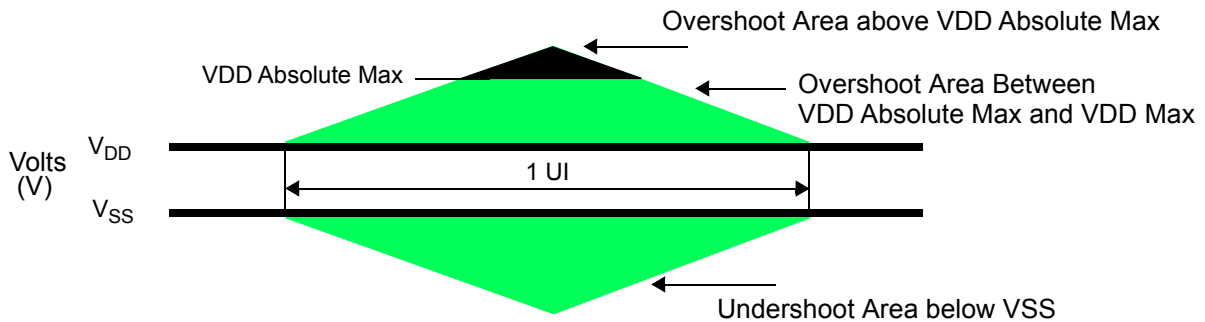 Overshoot Area above VDD Absolute Max
VDD Absolute Max
Overshoot Area Between
VDD Absolute Max and VDD Max
VDD
Volts
(V)
1 UI
VSS
Undershoot Area below VSS